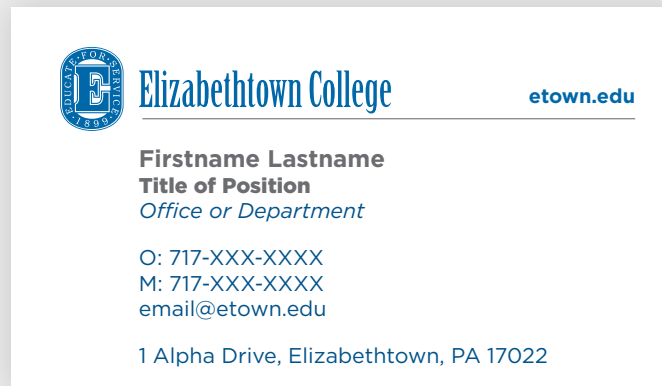 EDUCATE·FOR·SERVICE
·1899·
E
Elizabethtown College
etown.edu
Firstname Lastname
Title of Position
Office or Department
O: 717-XXX-XXXX
M: 717-XXX-XXXX
email@etown.edu
1 Alpha Drive, Elizabethtown, PA 17022